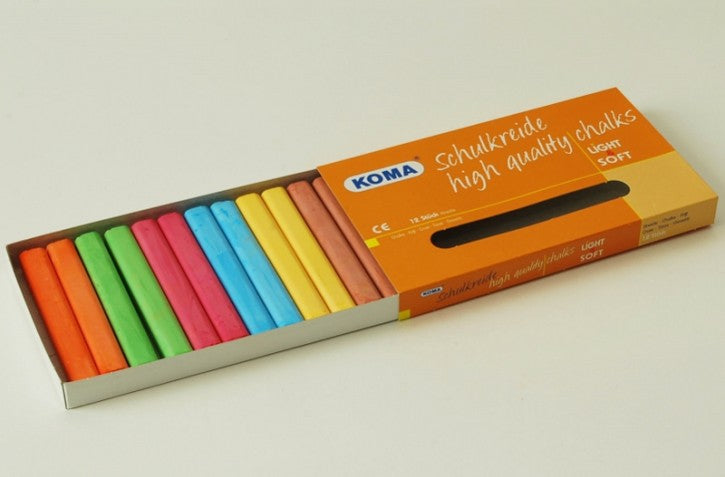 KOMA®
Schulkreide
high quality chalks
LIGHT
SOFT
CE
12 Stück
KOMA
Schulkreide
high quality chalks
LIGHT
SOFT